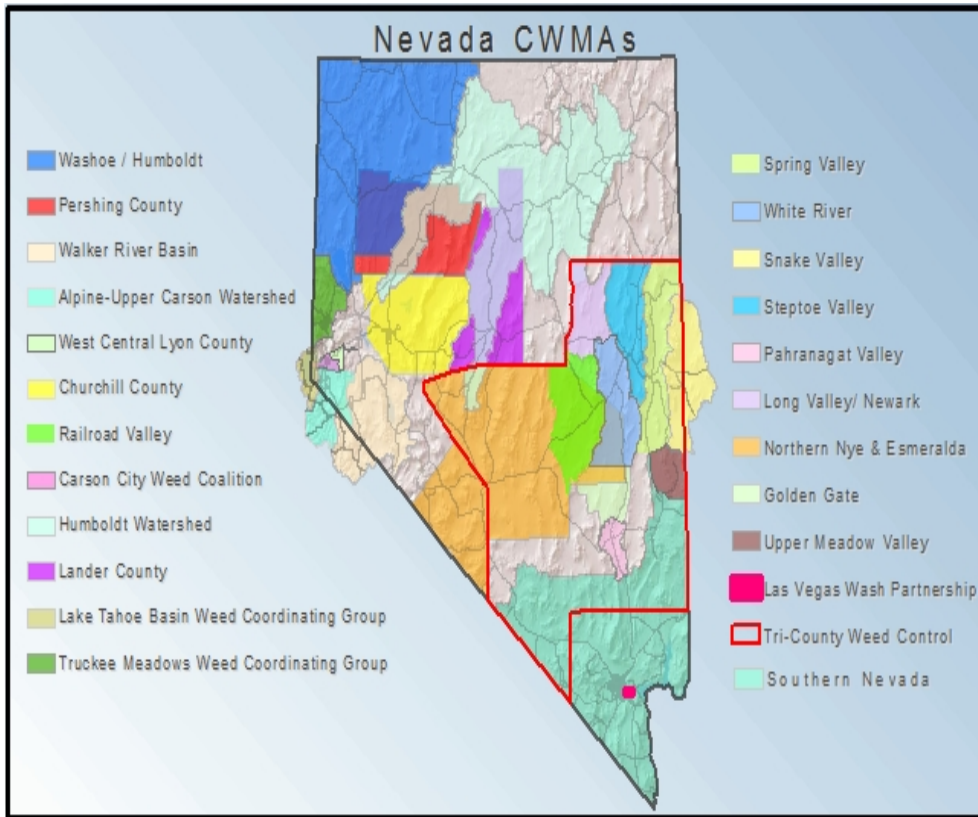 Nevada CWMAs
Washoe / Humboldt
Pershing County
Walker River Basin
Alpine-Upper Carson Watershed
West Central Lyon County
Churchill County
Railroad Valley
Carson City Weed Coalition
Humboldt Watershed
Lander County
Lake Tahoe Basin Weed Coordinating Group
Truckee Meadows Weed Coordinating Group
Spring Valley
White River
Snake Valley
Steptoe Valley
Pahranagat Valley
Long Valley/ Newark
Northern Nye & Esmeralda
Golden Gate
Upper Meadow Valley
Las Vegas Wash Partnership
Tri-County Weed Control
Southern Nevada